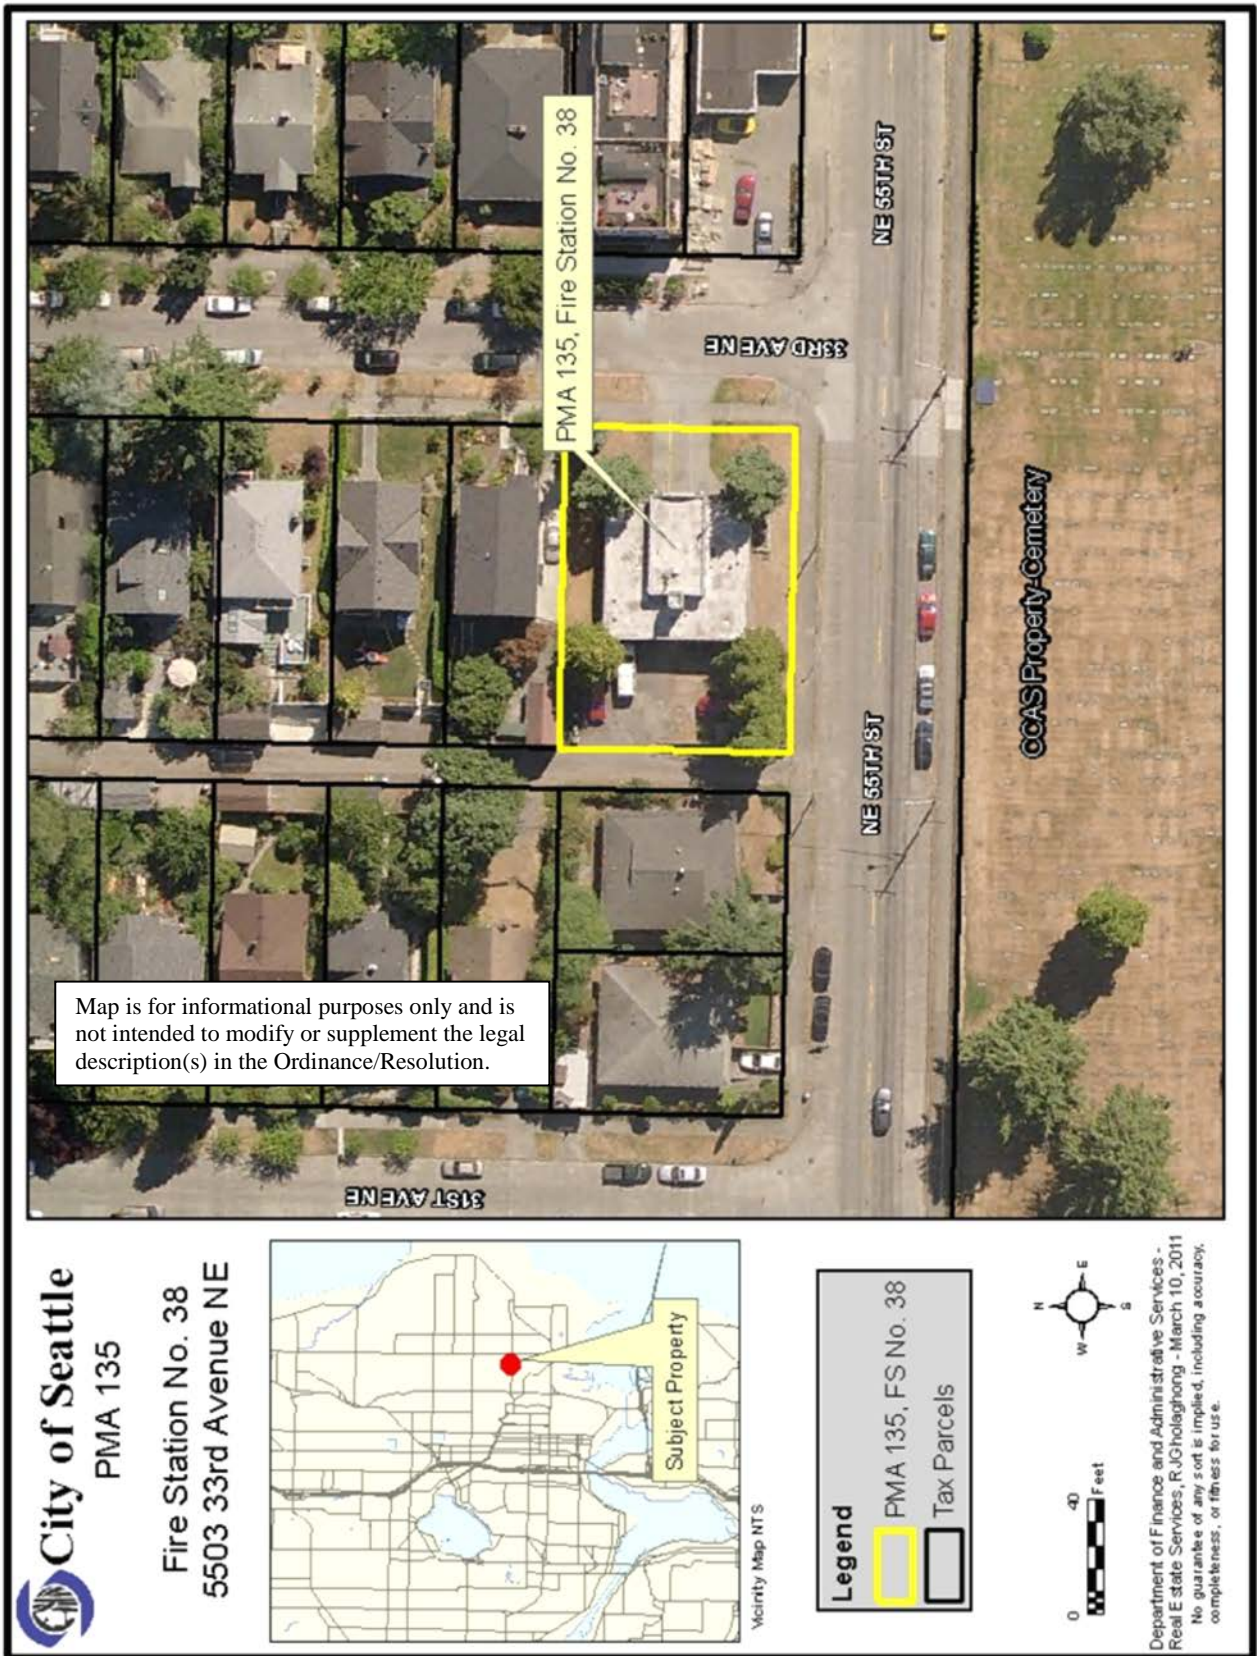 City of Seattle
PMA 135
Fire Station No. 38
5503 33rd Avenue NE
Subject Property
Vicinity Map NTS
Legend
PMA 135, FS No. 38
Tax Parcels
0 40
Feet
N
W E
S
Department of Finance and Administrative Services -
Real Estate Services, RJGholaghong - March 10, 2011
No guarantee of any sort is implied, including accuracy,
completeness, or fitness for use.
Map is for informational purposes only and is
not intended to modify or supplement the legal
description(s) in the Ordinance/Resolution.
31ST AVE NE
33RD AVE NE
PMA 135, Fire Station No. 38
NE 55TH ST
NE 55TH ST
CCAS Property-Cemetery